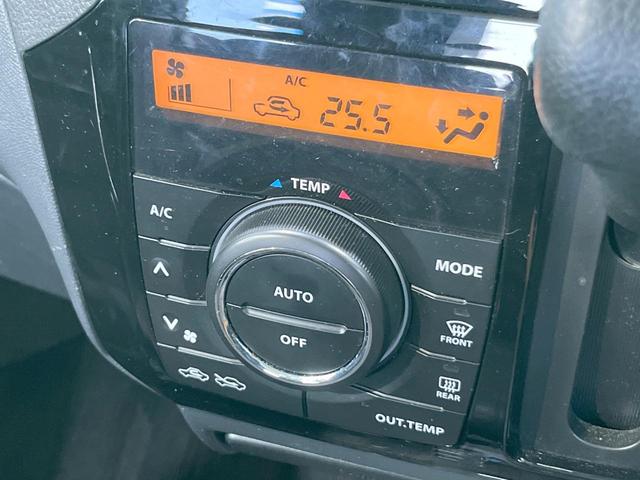 A/C
25.5
TEMP
A/C
MODE
AUTO
OFF
FRONT
REAR
OUT.TEMP